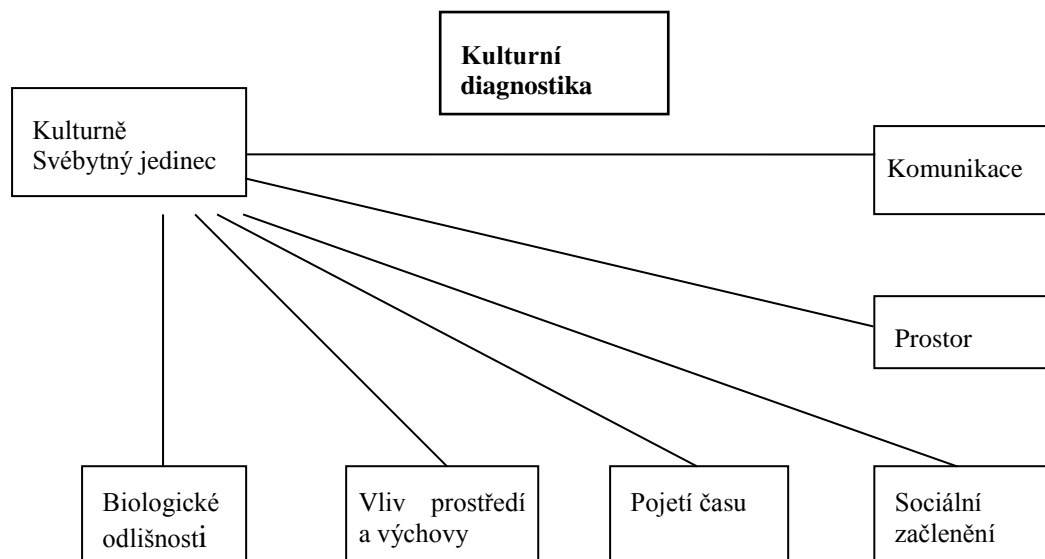 Kulturní
diagnostika
Kulturně
Svébytný jedinec
Komunikace
Prostor
Biologické
odlišnosti
Vliv prostředí
a výchovy
Pojetí času
Sociální
začlenění